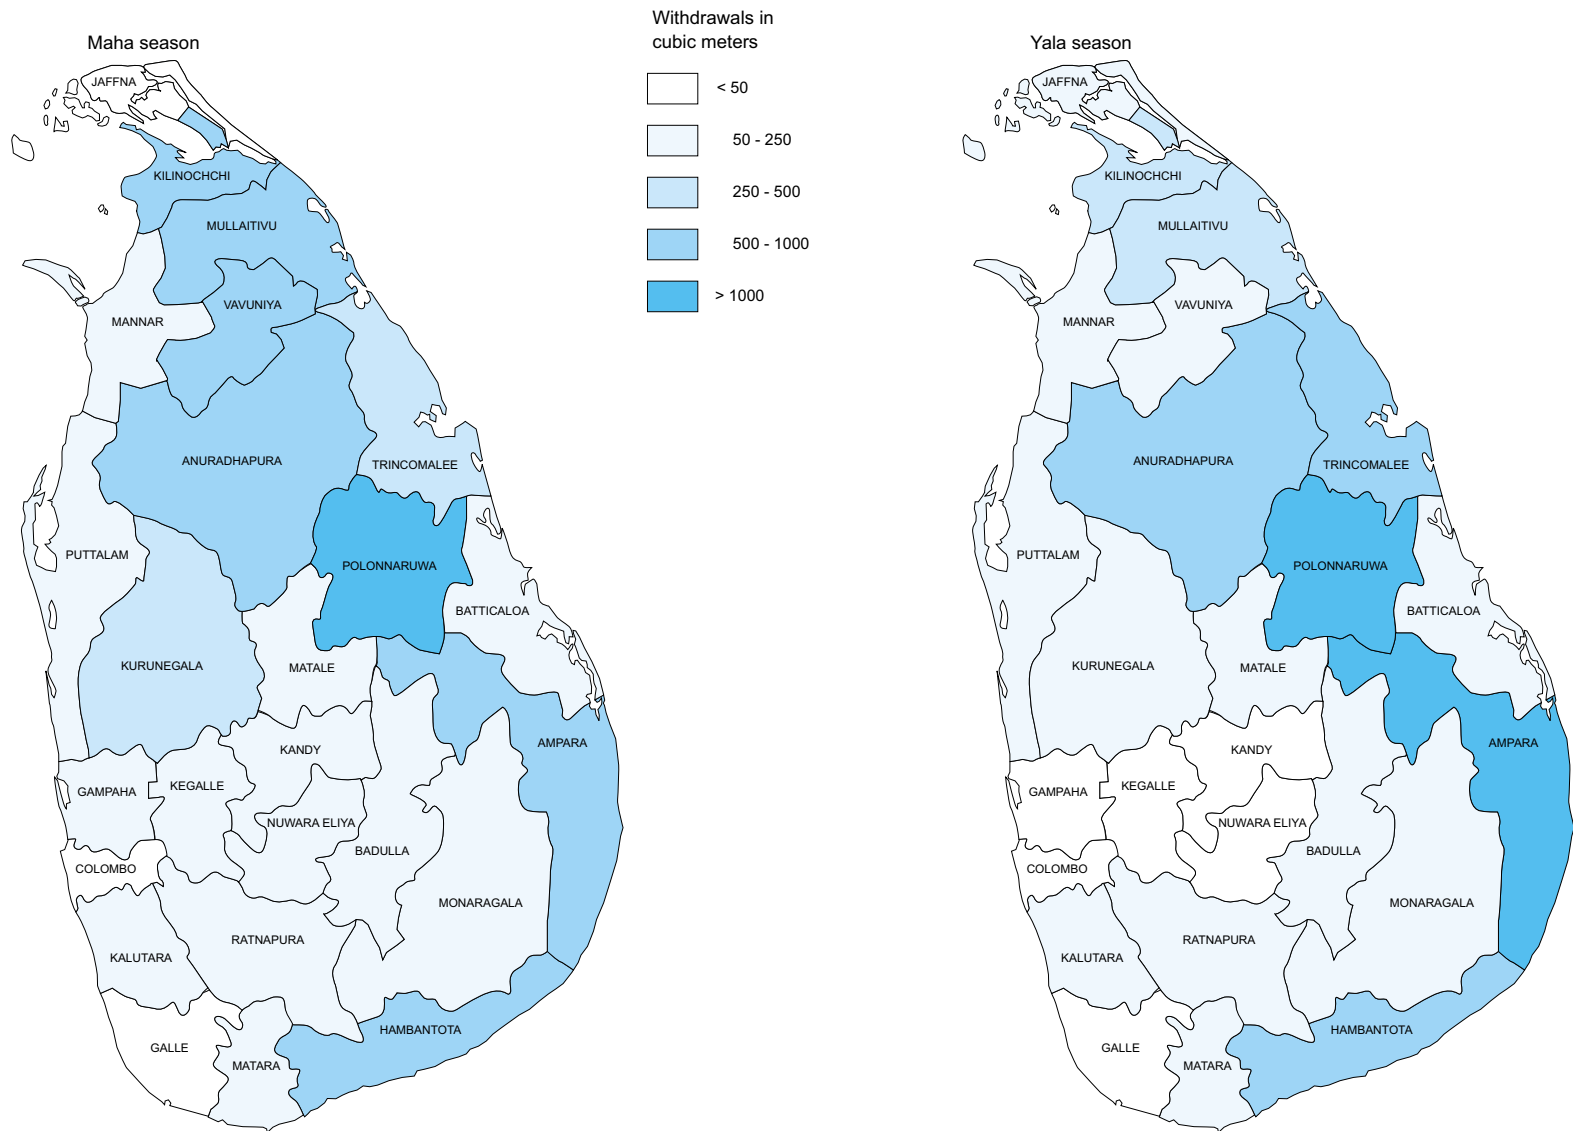 Withdrawals in
cubic meters
< 50
50 - 250
250 - 500
500 - 1000
> 1000
Maha season
JAFFNA
KILINOCHCHI
MULLAITIVU
VAVUNIYA
MANNAR
ANURADHAPURA
TRINCOMALEE
PUTTALAM
POLONNARUWA
BATTICALOA
KURUNEGALA
MATALE
AMPARA
KANDY
KEGALLE
GAMPAHA
NUWARA ELIYA
BADULLA
COLOMBO
MONARAGALA
RATNAPURA
KALUTARA
HAMBANTOTA
GALLE
MATARA
Yala season
JAFFNA
KILINOCHCHI
MULLAITIVU
VAVUNIYA
MANNAR
ANURADHAPURA
TRINCOMALEE
PUTTALAM
POLONNARUWA
BATTICALOA
KURUNEGALA
MATALE
AMPARA
KANDY
KEGALLE
GAMPAHA
NUWARA ELIYA
BADULLA
COLOMBO
MONARAGALA
RATNAPURA
KALUTARA
HAMBANTOTA
GALLE
MATARA